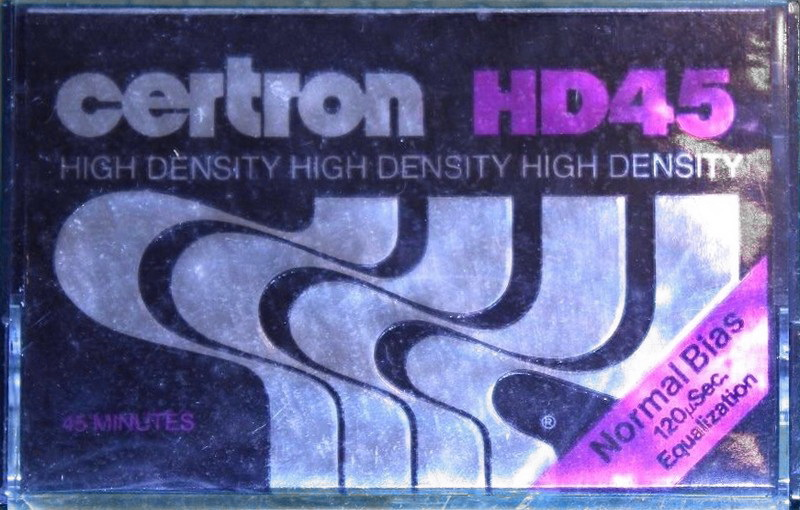 certron HD45
HIGH DENSITY HIGH DENSITY HIGH DENSITY
45 MINUTES
®
Normal Bias
120μSec.
Equalization